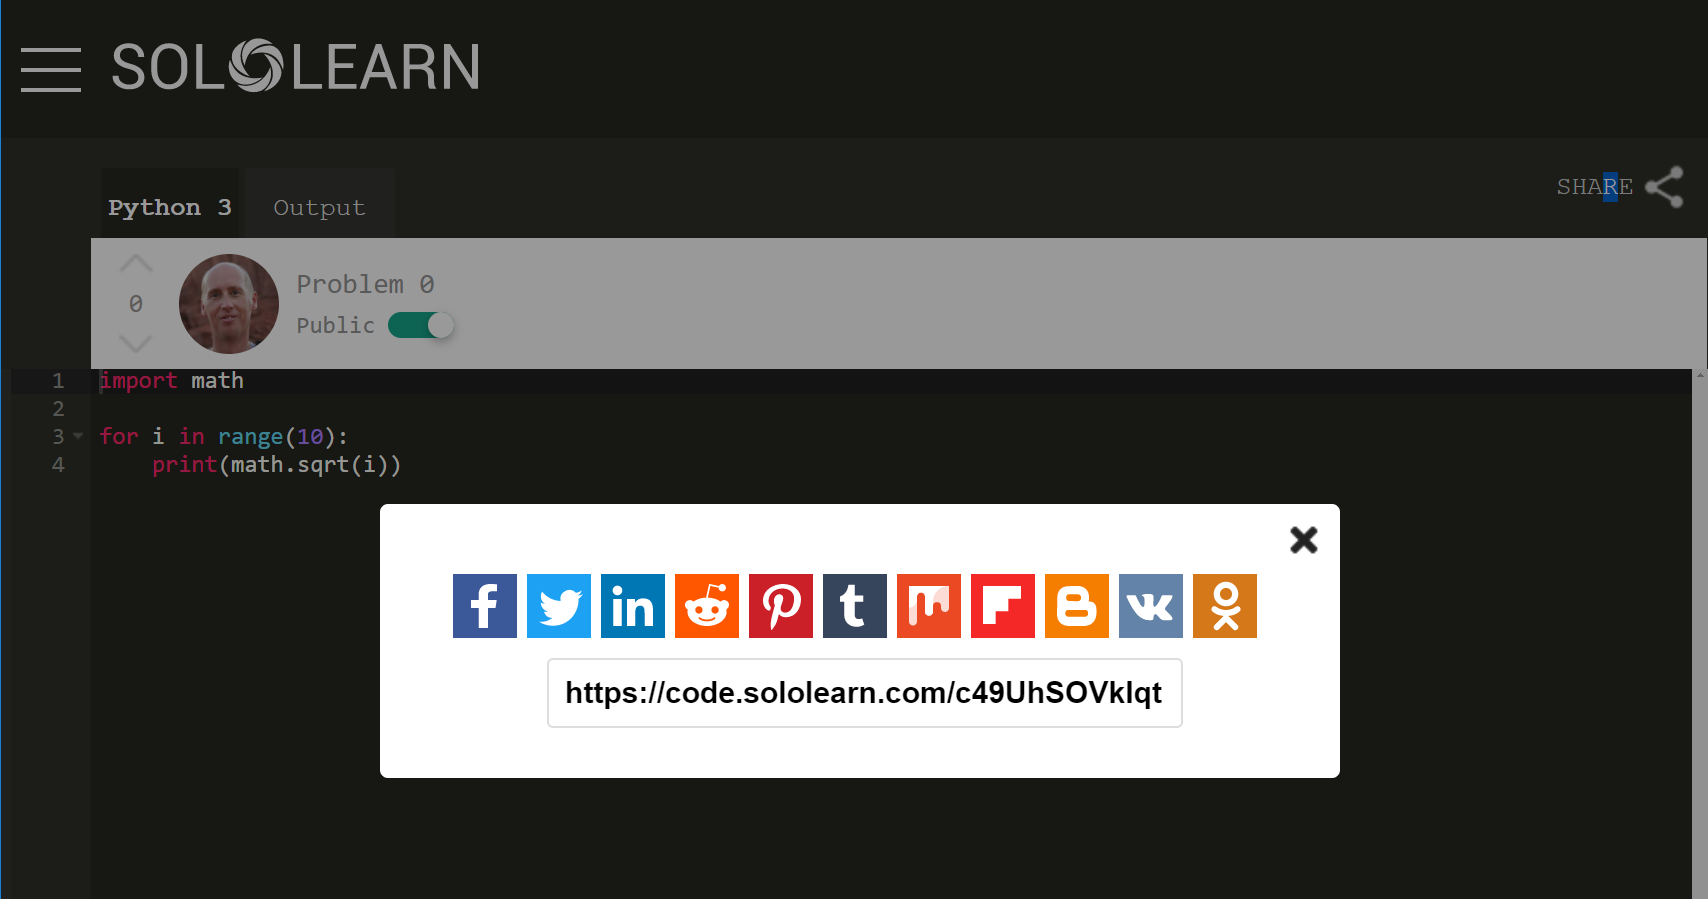 SOLOLEARN
SHARE
Python 3 Output
0
Problem 0
Public
1 import math
2
3 for i in range(10):
4 print(math.sqrt(i))
https://code.sololearn.com/c49UhSOVkIqt